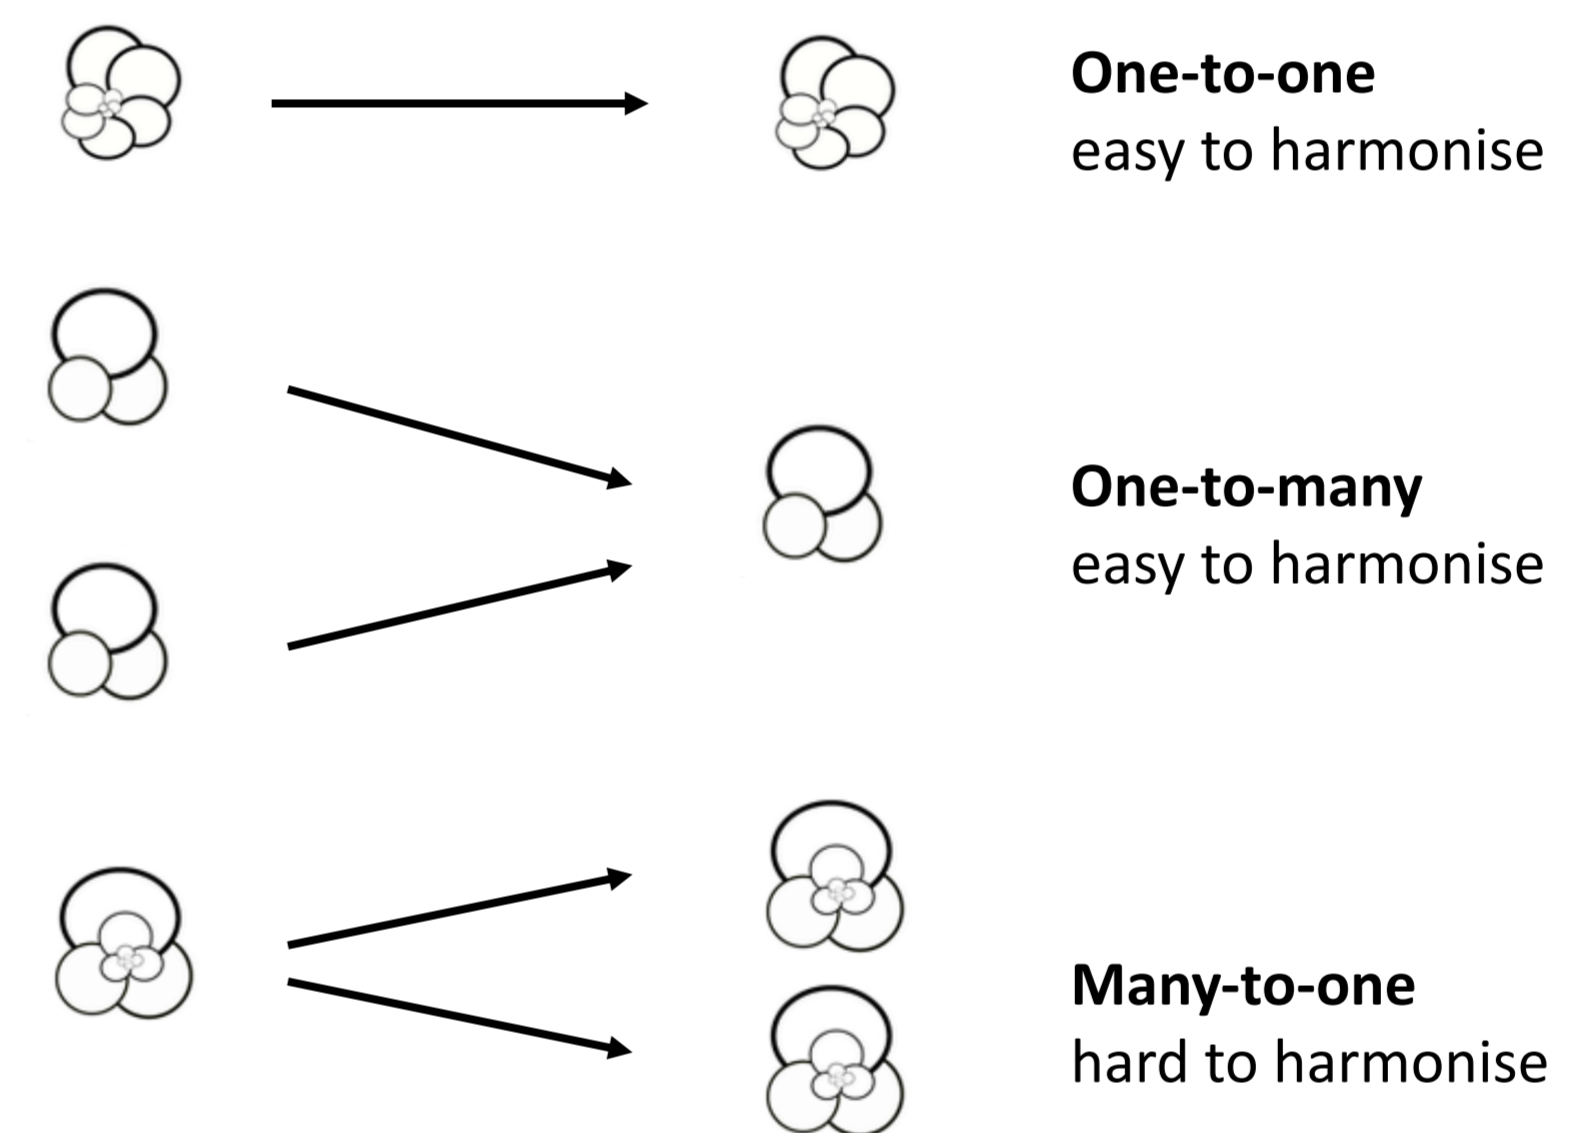 One-to-one
easy to harmonise
One-to-many
easy to harmonise
Many-to-one
hard to harmonise